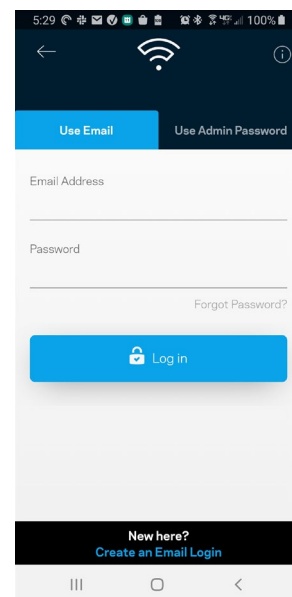 5:29 100%
Use Email Use Admin Password
Email Address
Password
Forgot Password?
Log in
New here?
Create an Email Login